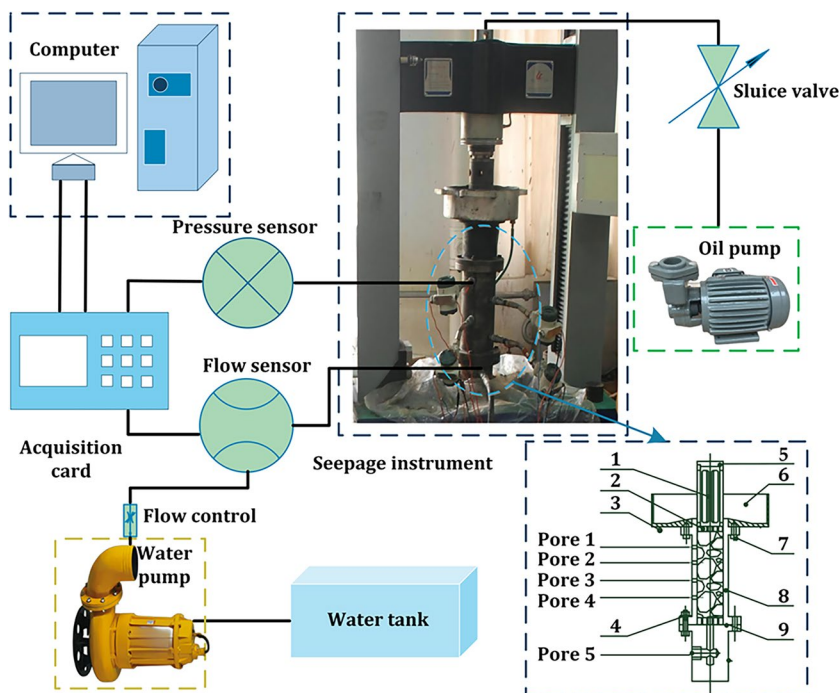 Computer
Sluice valve
Pressure sensor
Oil pump
Flow sensor
Acquisition
card
Seepage instrument
Flow control
Water
pump
Water tank
1
2
3
Pore 1
Pore 2
Pore 3
Pore 4
4
Pore 5
5
6
7
8
9